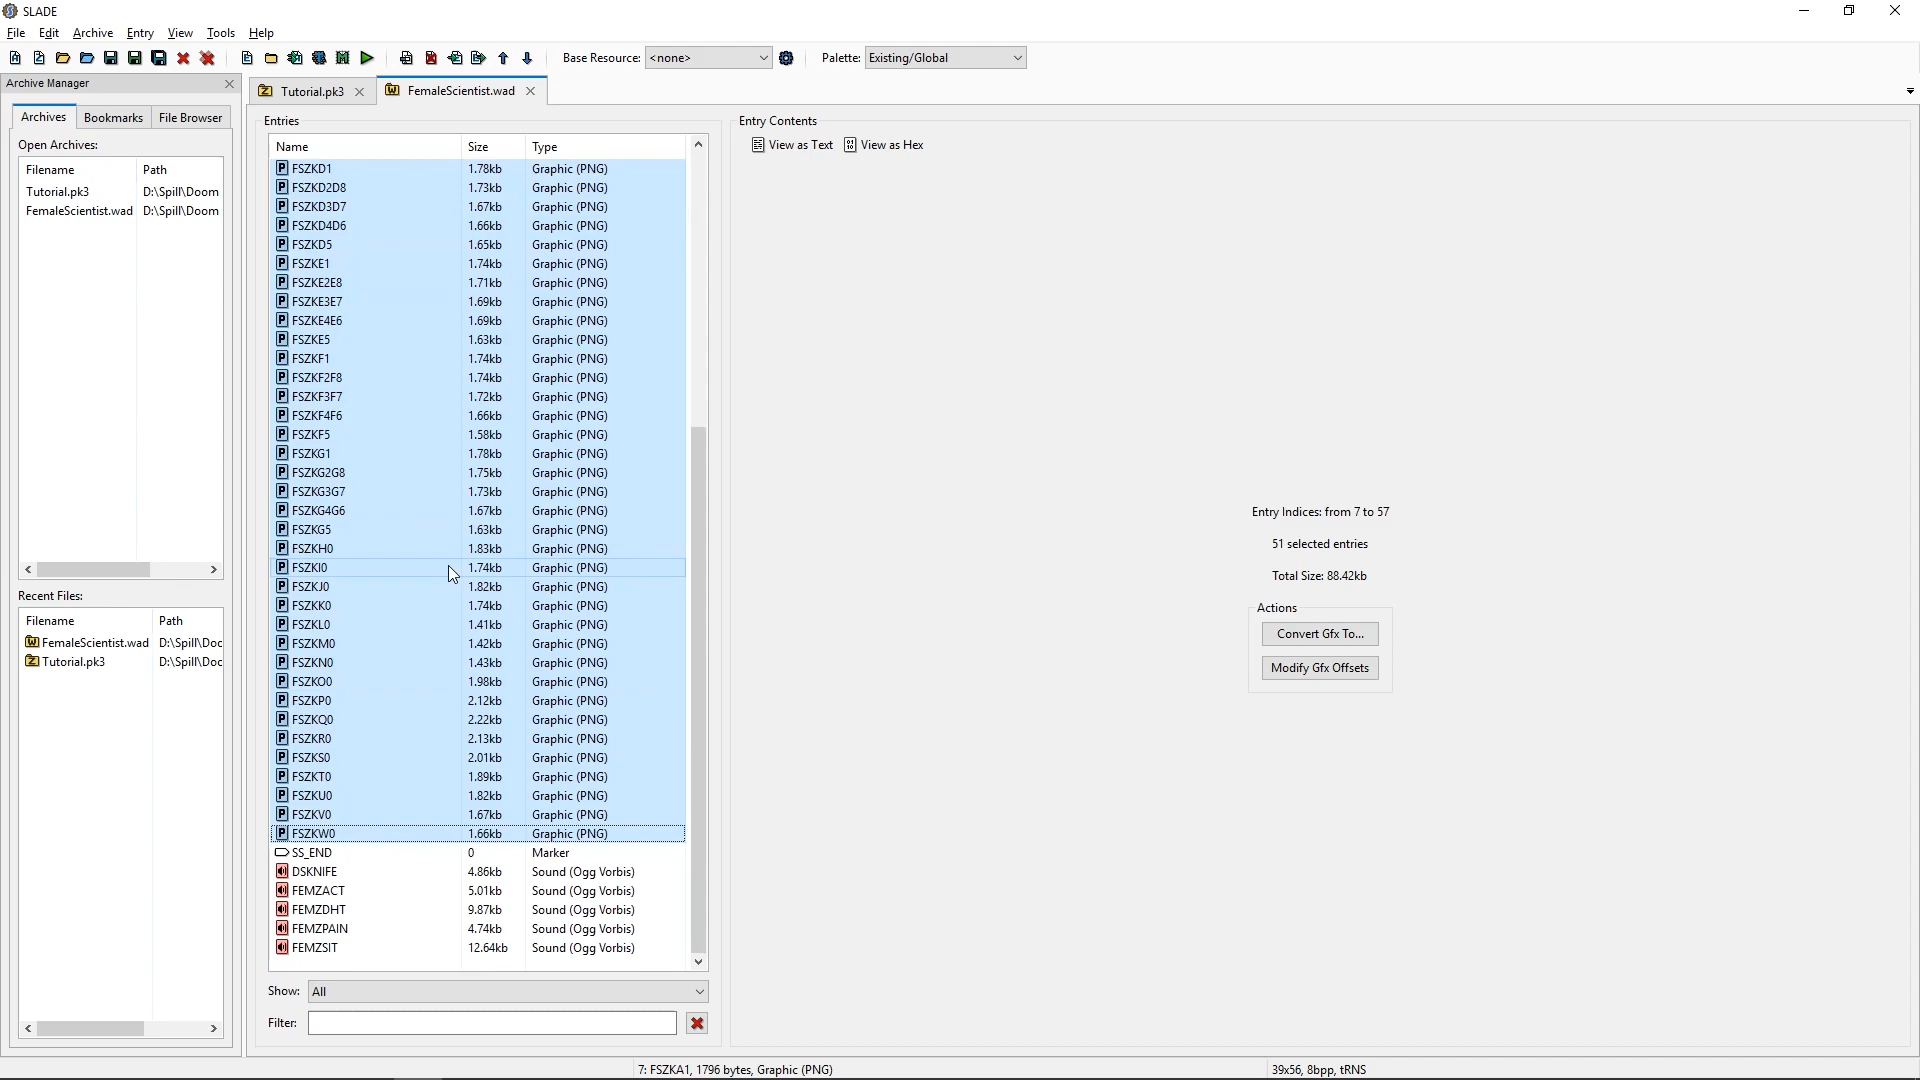 SLADE
File Edit Archive Entry View Tools Help
Base Resource: <none> Palette: Existing/Global
Archive Manager
Archives Bookmarks File Browser
Open Archives:
Filename Path
Tutorial.pk3 D:\Spill\Doom
FemaleScientist.wad D:\Spill\Doom
Recent Files:
Filename Path
FemaleScientist.wad D:\Spill\Doc
Tutorial.pk3 D:\Spill\Doc
Tutorial.pk3 FemaleScientist.wad
Entries
Name Size Type
FSZKD1 1.78kb Graphic (PNG)
FSZKD2D8 1.73kb Graphic (PNG)
FSZKD3D7 1.67kb Graphic (PNG)
FSZKD4D6 1.66kb Graphic (PNG)
FSZKD5 1.65kb Graphic (PNG)
FSZKE1 1.74kb Graphic (PNG)
FSZKE2E8 1.71kb Graphic (PNG)
FSZKE3E7 1.69kb Graphic (PNG)
FSZKE4E6 1.69kb Graphic (PNG)
FSZKE5 1.63kb Graphic (PNG)
FSZKF1 1.74kb Graphic (PNG)
FSZKF2F8 1.74kb Graphic (PNG)
FSZKF3F7 1.72kb Graphic (PNG)
FSZKF4F6 1.66kb Graphic (PNG)
FSZKF5 1.58kb Graphic (PNG)
FSZKG1 1.78kb Graphic (PNG)
FSZKG2G8 1.75kb Graphic (PNG)
FSZKG3G7 1.73kb Graphic (PNG)
FSZKG4G6 1.67kb Graphic (PNG)
FSZKG5 1.63kb Graphic (PNG)
FSZKH0 1.83kb Graphic (PNG)
FSZKI0 1.74kb Graphic (PNG)
FSZKJ0 1.82kb Graphic (PNG)
FSZKK0 1.74kb Graphic (PNG)
FSZKL0 1.41kb Graphic (PNG)
FSZKM0 1.42kb Graphic (PNG)
FSZKN0 1.43kb Graphic (PNG)
FSZKO0 1.98kb Graphic (PNG)
FSZKP0 2.12kb Graphic (PNG)
FSZKQ0 2.22kb Graphic (PNG)
FSZKR0 2.13kb Graphic (PNG)
FSZKS0 2.01kb Graphic (PNG)
FSZKT0 1.89kb Graphic (PNG)
FSZKU0 1.82kb Graphic (PNG)
FSZKV0 1.67kb Graphic (PNG)
FSZKW0 1.66kb Graphic (PNG)
SS_END 0 Marker
DSKNIFE 4.86kb Sound (Ogg Vorbis)
FEMZACT 5.01kb Sound (Ogg Vorbis)
FEMZDHT 9.87kb Sound (Ogg Vorbis)
FEMZPAIN 4.74kb Sound (Ogg Vorbis)
FEMZSIT 12.64kb Sound (Ogg Vorbis)
Show: All
Filter:
Entry Contents
View as Text View as Hex
Entry Indices: from 7 to 57
51 selected entries
Total Size: 88.42kb
Actions
Convert Gfx To...
Modify Gfx Offsets
7: FSZKA1, 1796 bytes, Graphic (PNG) 39x56, 8bpp, tRNS